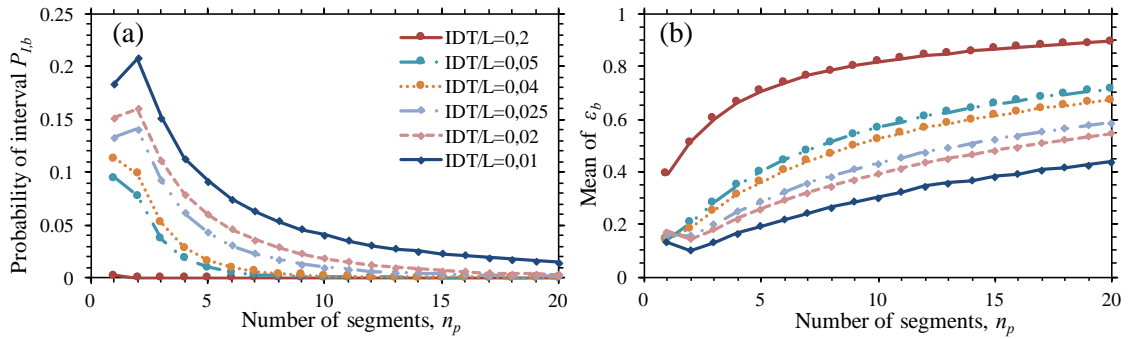 (a)
Probability of interval P_{I,b}
0.25
0.2
0.15
0.1
0.05
0
0 5 10 15 20
Number of segments, n_p
IDT/L=0,2
IDT/L=0,05
IDT/L=0,04
IDT/L=0,025
IDT/L=0,02
IDT/L=0,01
(b)
Mean of ε_b
1
0.8
0.6
0.4
0.2
0
0 5 10 15 20
Number of segments, n_p